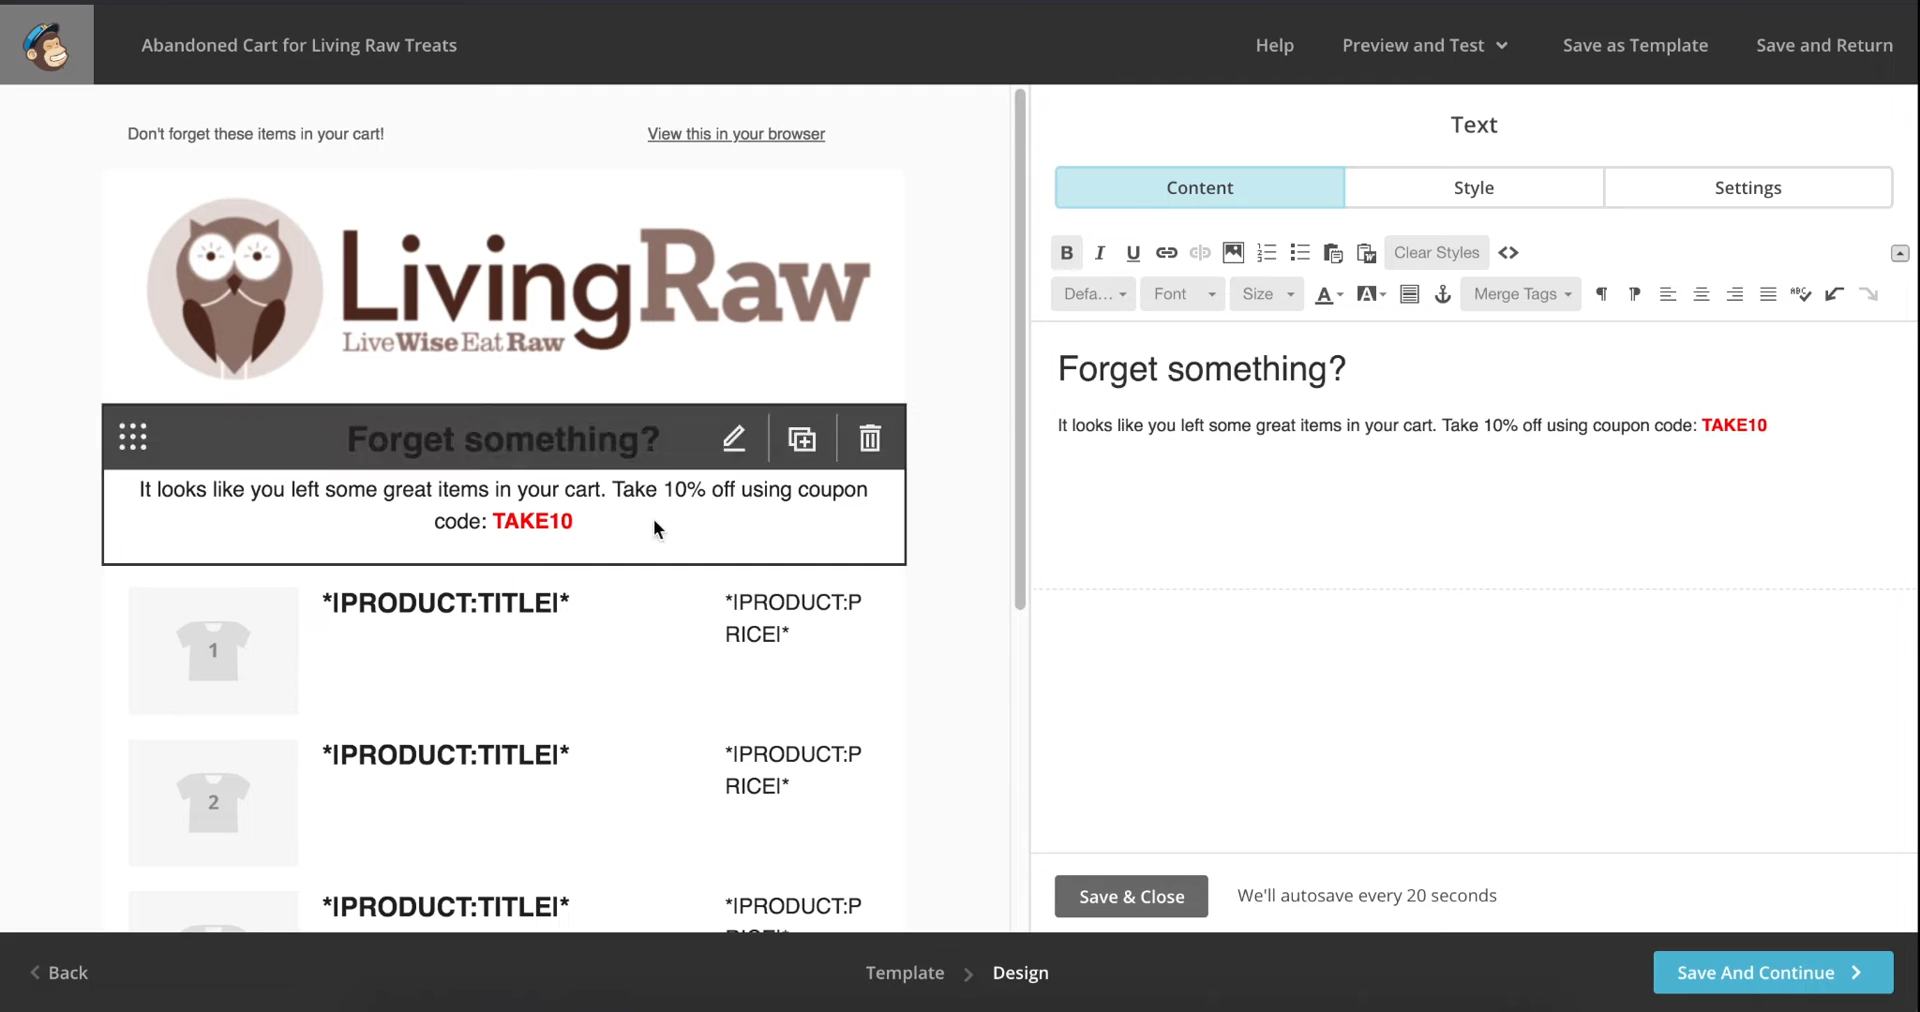 Abandoned Cart for Living Raw Treats
Help
Preview and Test
Save as Template
Save and Return
Don't forget these items in your cart!
View this in your browser
LivingRaw
LiveWiseEatRaw
Forget something?
It looks like you left some great items in your cart. Take 10% off using coupon
code: TAKE10
1
*|PRODUCT:TITLE|*
*|PRODUCT:P
RICE|*
2
*|PRODUCT:TITLE|*
*|PRODUCT:P
RICE|*
*|PRODUCT:TITLE|*
*|PRODUCT:P
RICE|*
Text
Content
Style
Settings
B
I
U
Clear Styles
Defa...
Font
Size
A
A
Merge Tags
ABC
Forget something?
It looks like you left some great items in your cart. Take 10% off using coupon code: TAKE10
Save & Close
We'll autosave every 20 seconds
Back
Template
Design
Save And Continue